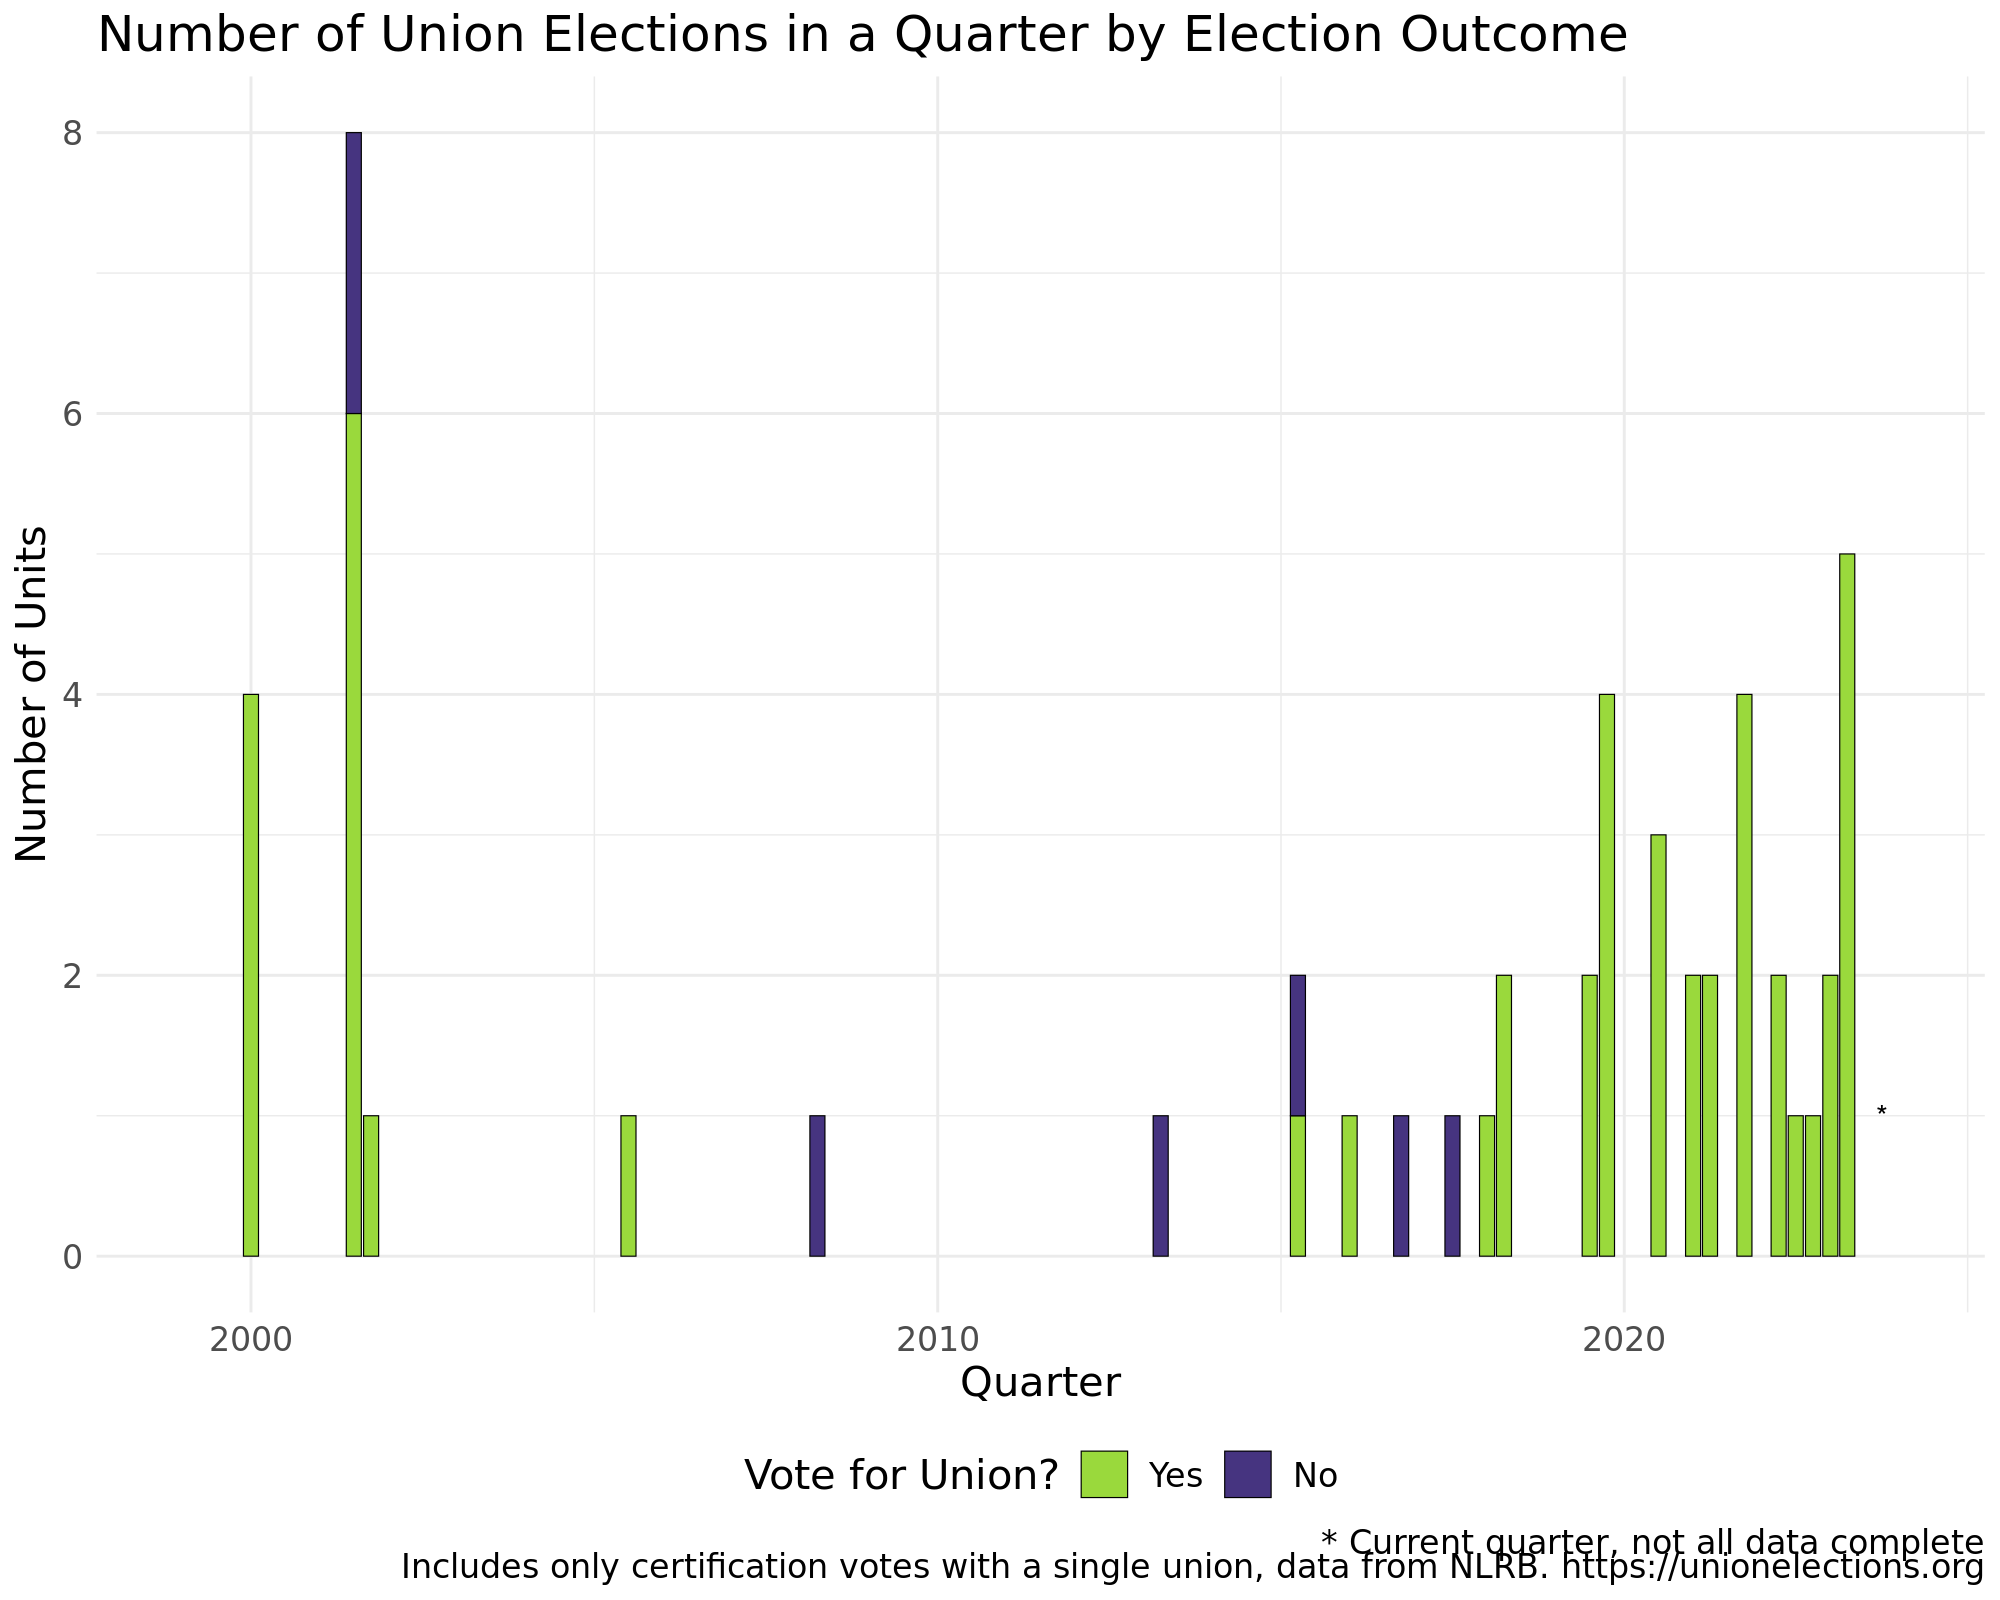 Number of Union Elections in a Quarter by Election Outcome
Number of Units
8
6
4
2
0
*
2000 2010 2020
Quarter
Vote for Union? Yes No
* Current quarter, not all data complete
Includes only certification votes with a single union, data from NLRB. https://unionelections.org